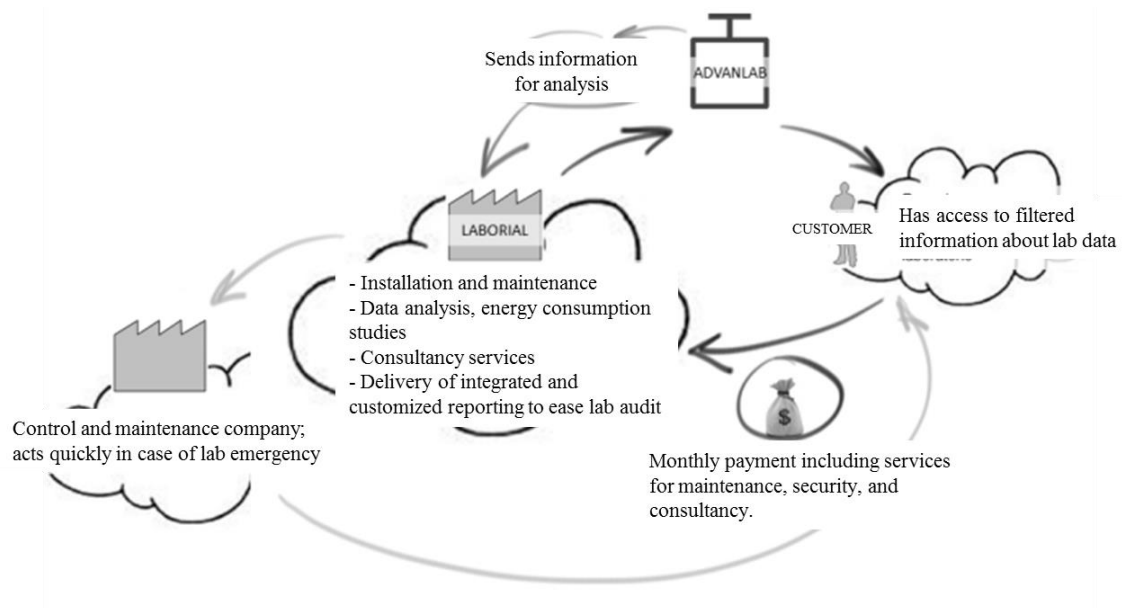 Sends information
for analysis
ADVANLAB
LABORIAL
CUSTOMER
Has access to filtered
information about lab data
- Installation and maintenance
- Data analysis, energy consumption
studies
- Consultancy services
- Delivery of integrated and
customized reporting to ease lab audit
Control and maintenance company;
acts quickly in case of lab emergency
$
Monthly payment including services
for maintenance, security, and
consultancy.